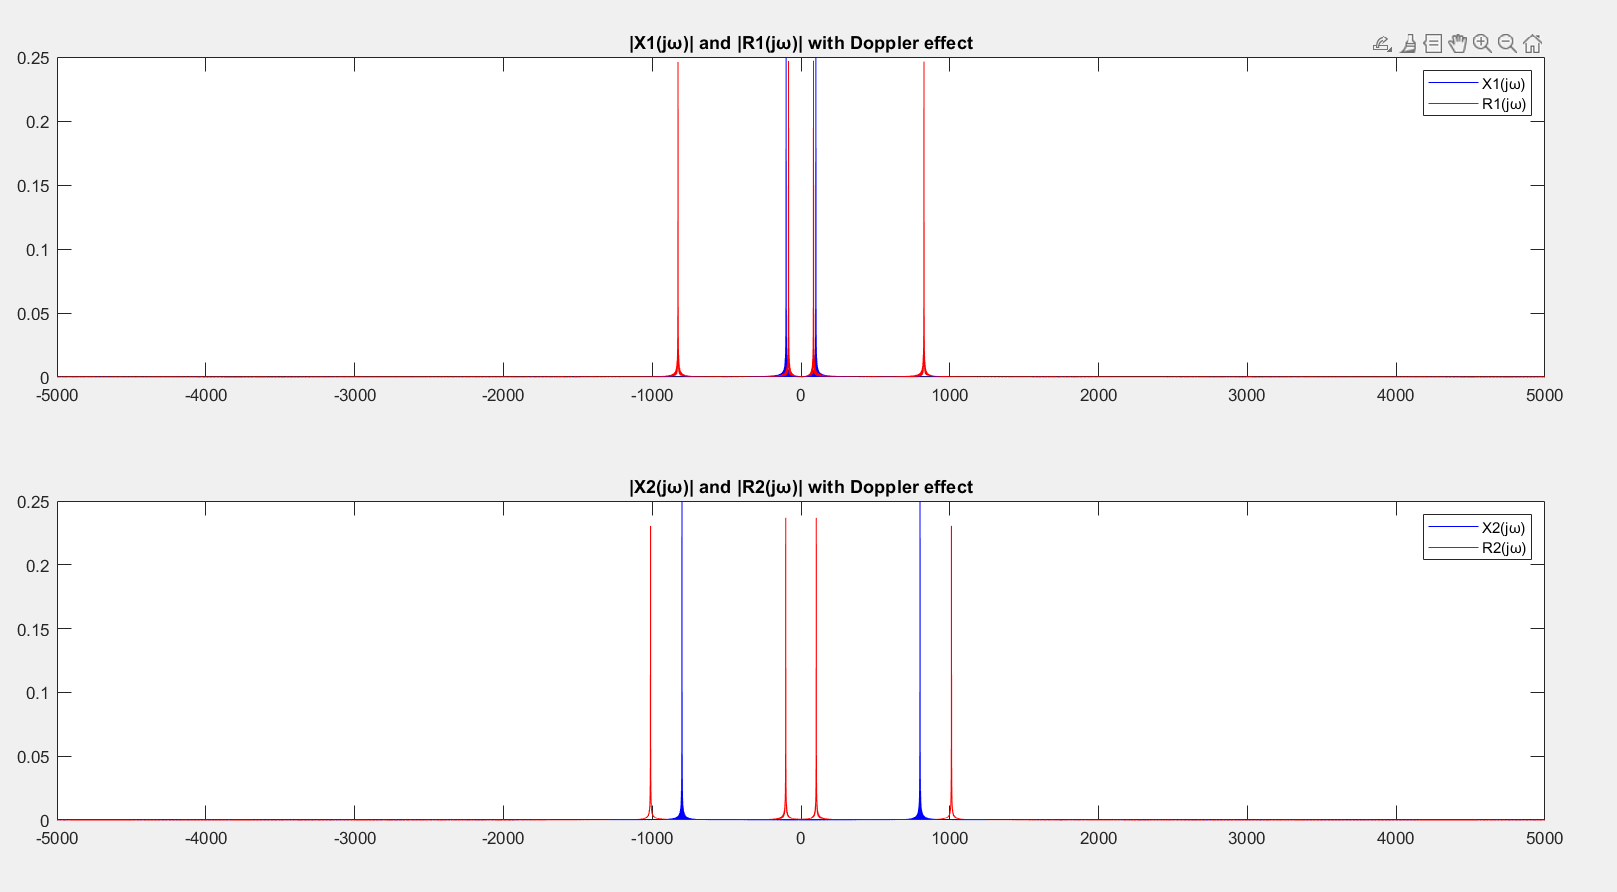 |X1(jω)| and |R1(jω)| with Doppler effect
0.25
0.2
0.15
0.1
0.05
0
X1(jω)
R1(jω)
-5000 -4000 -3000 -2000 -1000 0 1000 2000 3000 4000 5000
|X2(jω)| and |R2(jω)| with Doppler effect
0.25
0.2
0.15
0.1
0.05
0
X2(jω)
R2(jω)
-5000 -4000 -3000 -2000 -1000 0 1000 2000 3000 4000 5000